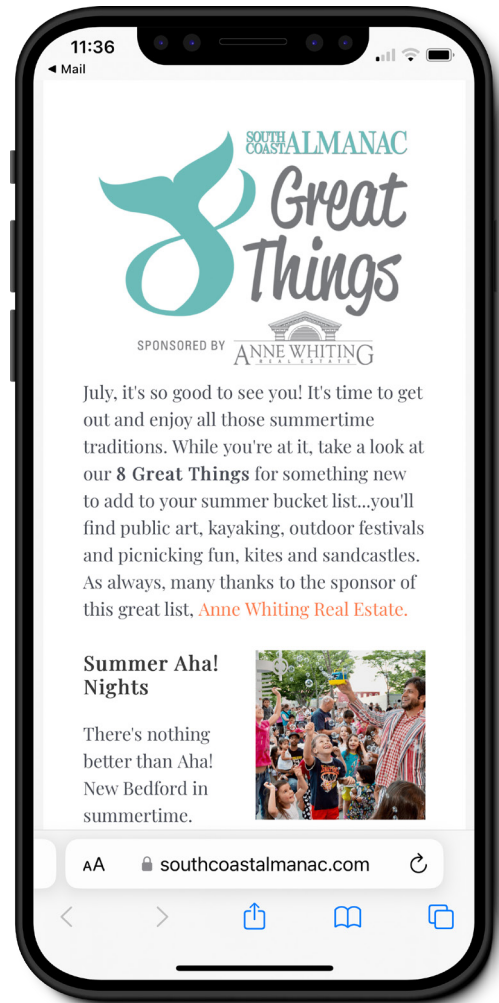 11:36
◀ Mail
SOUTH COAST ALMANAC
8 Great
Things
SPONSORED BY ANNE WHITING
REAL ESTATE
July, it's so good to see you! It's time to get
out and enjoy all those summertime
traditions. While you're at it, take a look at
our 8 Great Things for something new
to add to your summer bucket list...you'll
find public art, kayaking, outdoor festivals
and picnicking fun, kites and sandcastles.
As always, many thanks to the sponsor of
this great list, Anne Whiting Real Estate.
Summer Aha!
Nights
There's nothing
better than Aha!
New Bedford in
summertime.
AA southcoastalmanac.com